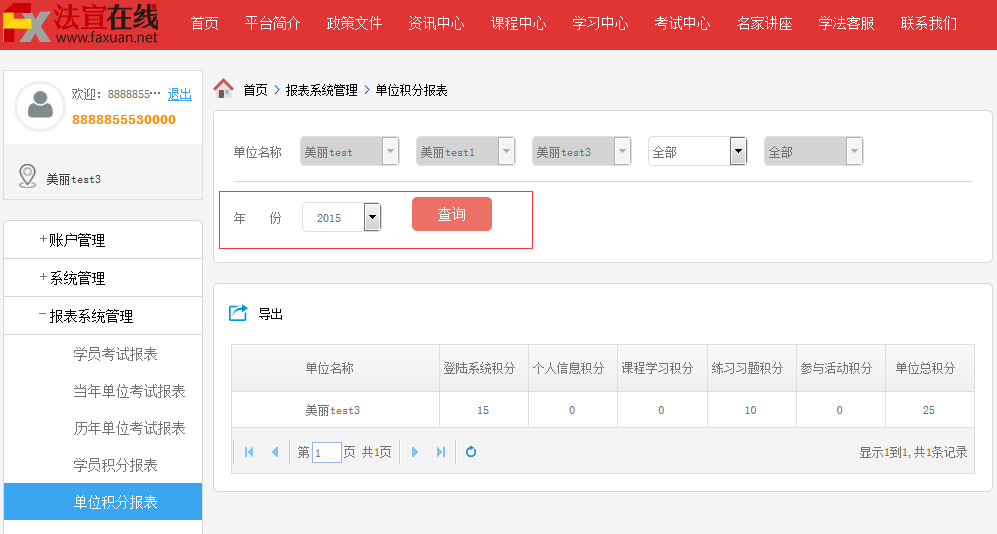 法宣在线
www.faxuan.net
首页 平台简介 政策文件 资讯中心 课程中心 学习中心 考试中心 名家讲座 学法客服 联系我们
欢迎: 8888855… 退出
8888855530000
美丽test3
+账户管理
+系统管理
-报表系统管理
学员考试报表
当年单位考试报表
历年单位考试报表
学员积分报表
单位积分报表
首页 > 报表系统管理 > 单位积分报表
单位名称 美丽test 美丽test1 美丽test3 全部 全部
年 份 2015 查询
导出
单位名称 登陆系统积分 个人信息积分 课程学习积分 练习习题积分 参与活动积分 单位总积分
美丽test3 15 0 0 10 0 25
第 1 页 共1页 显示1到1,共1条记录